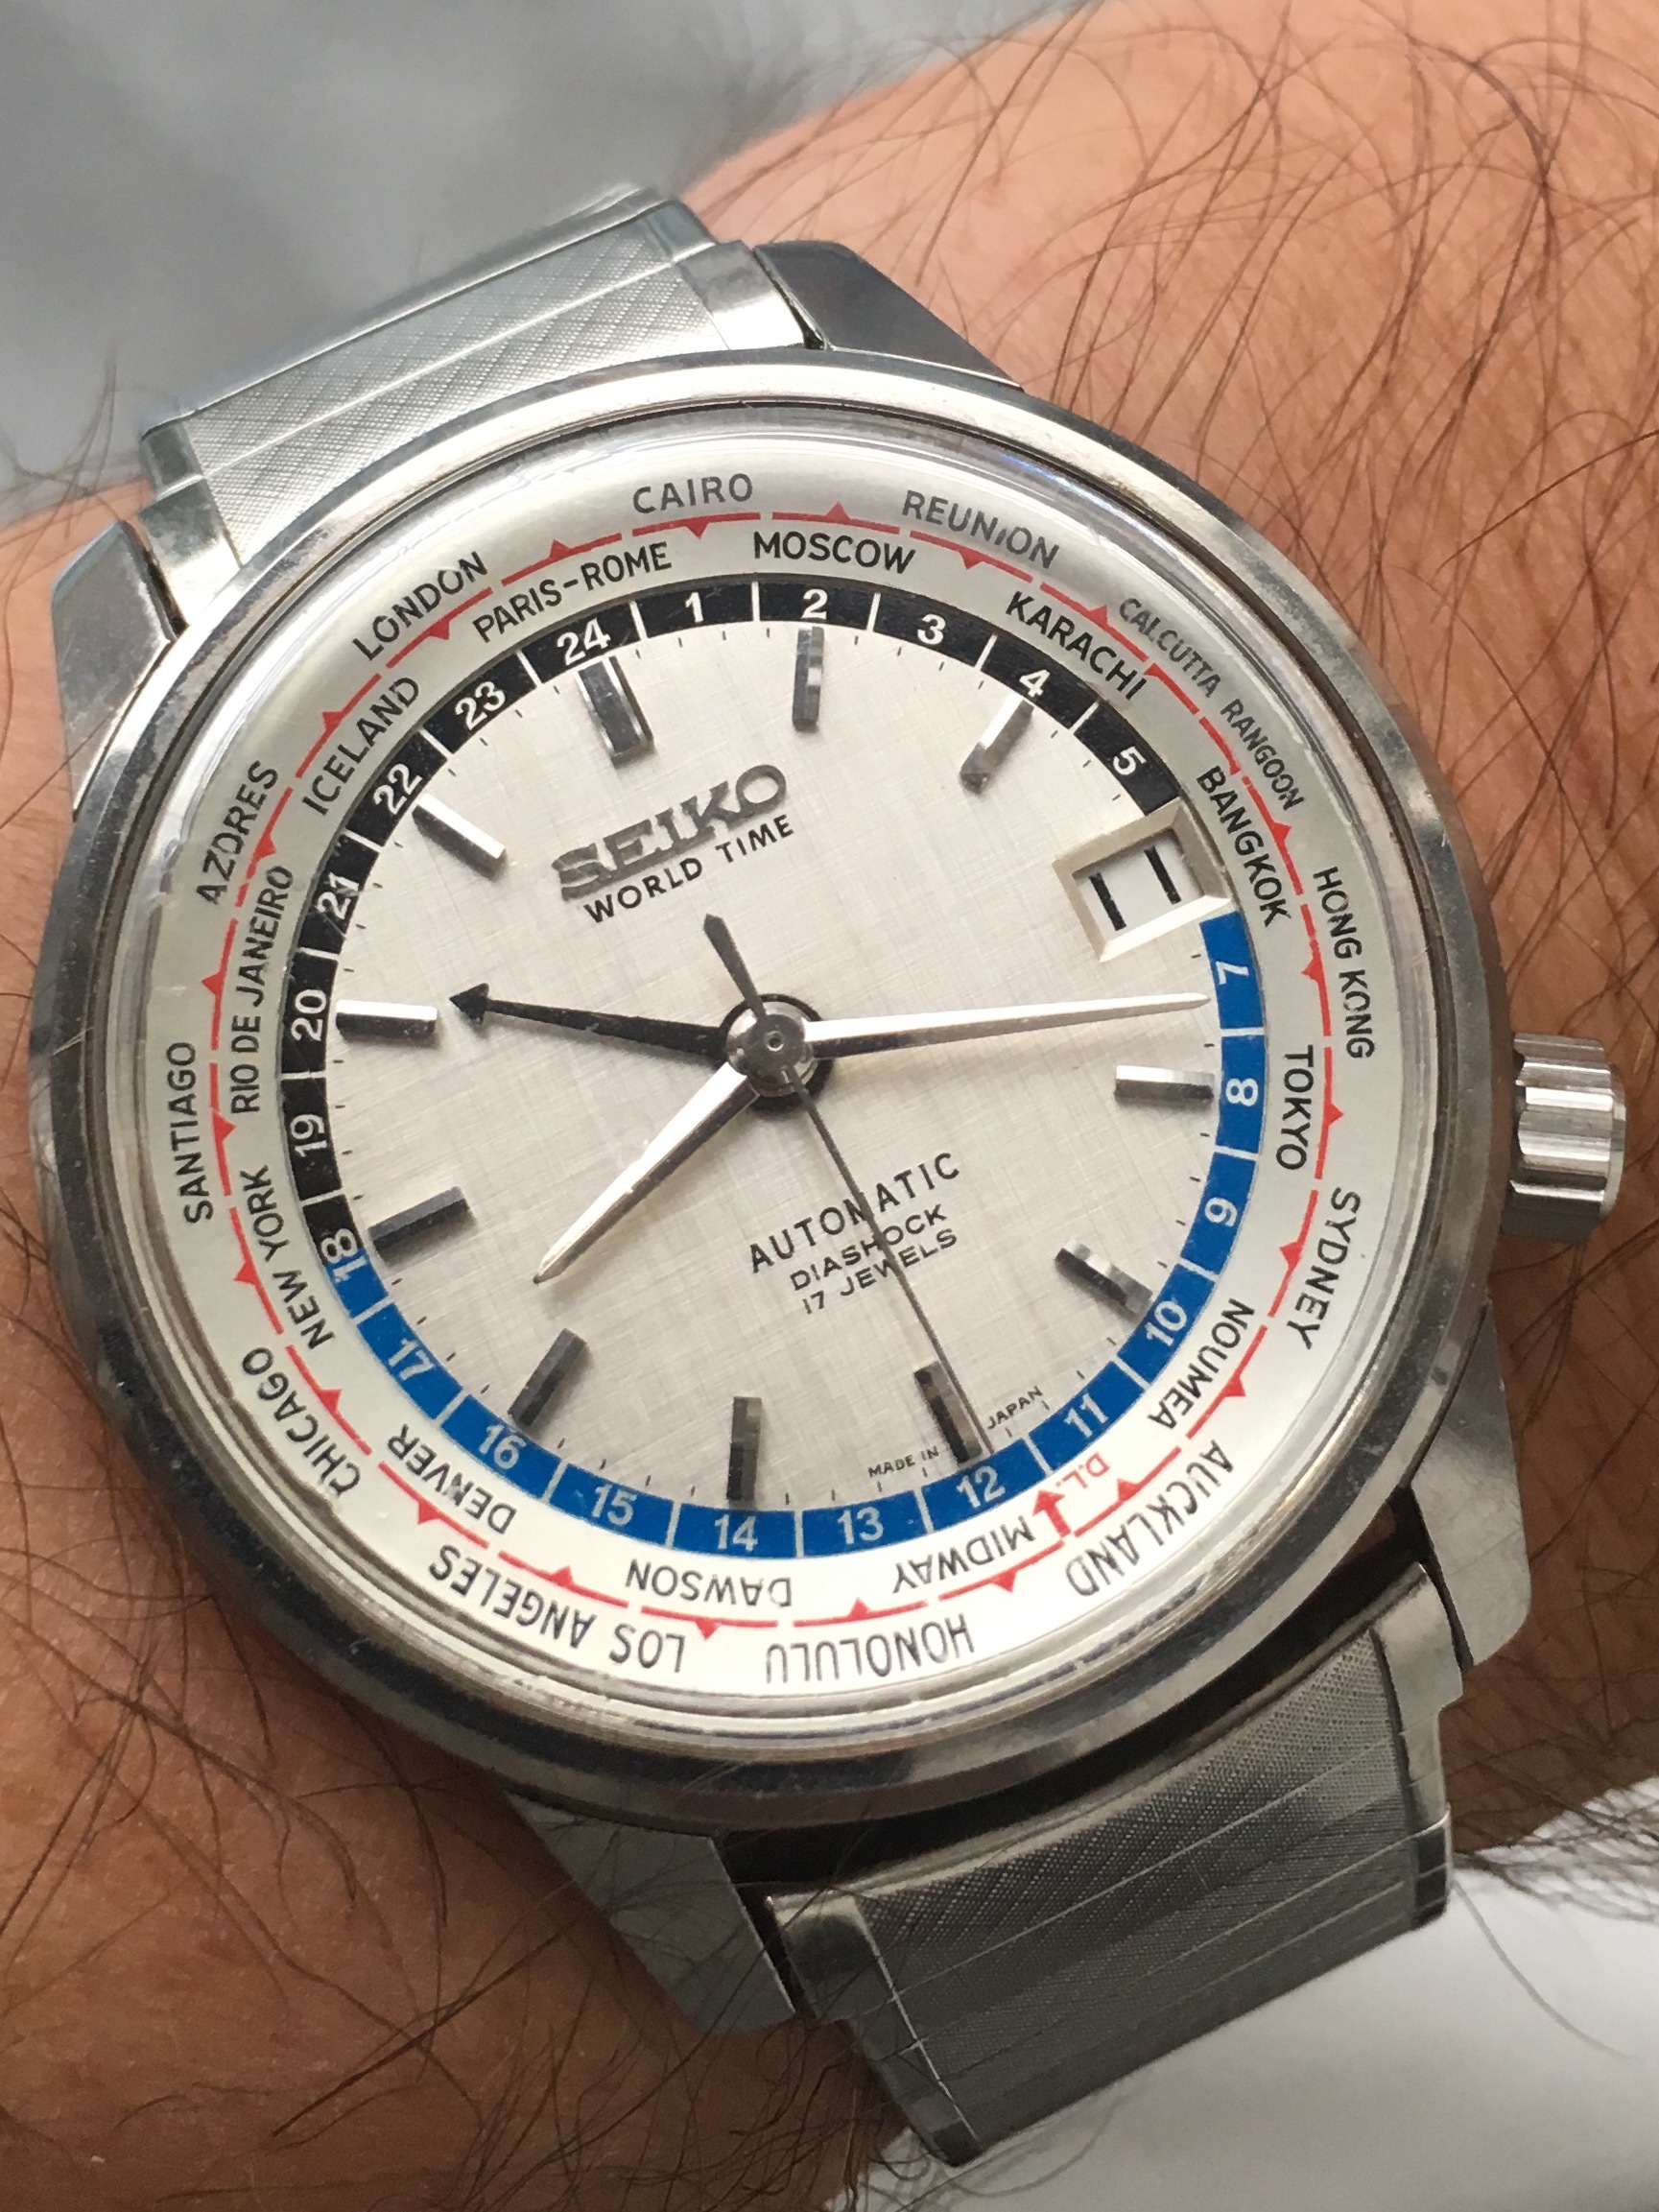 SEIKO
WORLD TIME
AUTOMATIC
DIASHOCK
17 JEWELS
MADE IN JAPAN
11
24
1
2
3
4
5
7
8
9
10
11
12
13
14
15
16
17
18
19
20
21
22
23
LONDON
PARIS-ROME
CAIRO
MOSCOW
REUNION
KARACHI
CALCUTTA
RANGOON
BANGKOK
HONG KONG
TOKYO
SYDNEY
NOUMEA
AUCKLAND
D.L.
MIDWAY
HONOLULU
DAWSON
LOS ANGELES
DENVER
CHICAGO
NEW YORK
SANTIAGO
RIO DE JANEIRO
AZORES
ICELAND